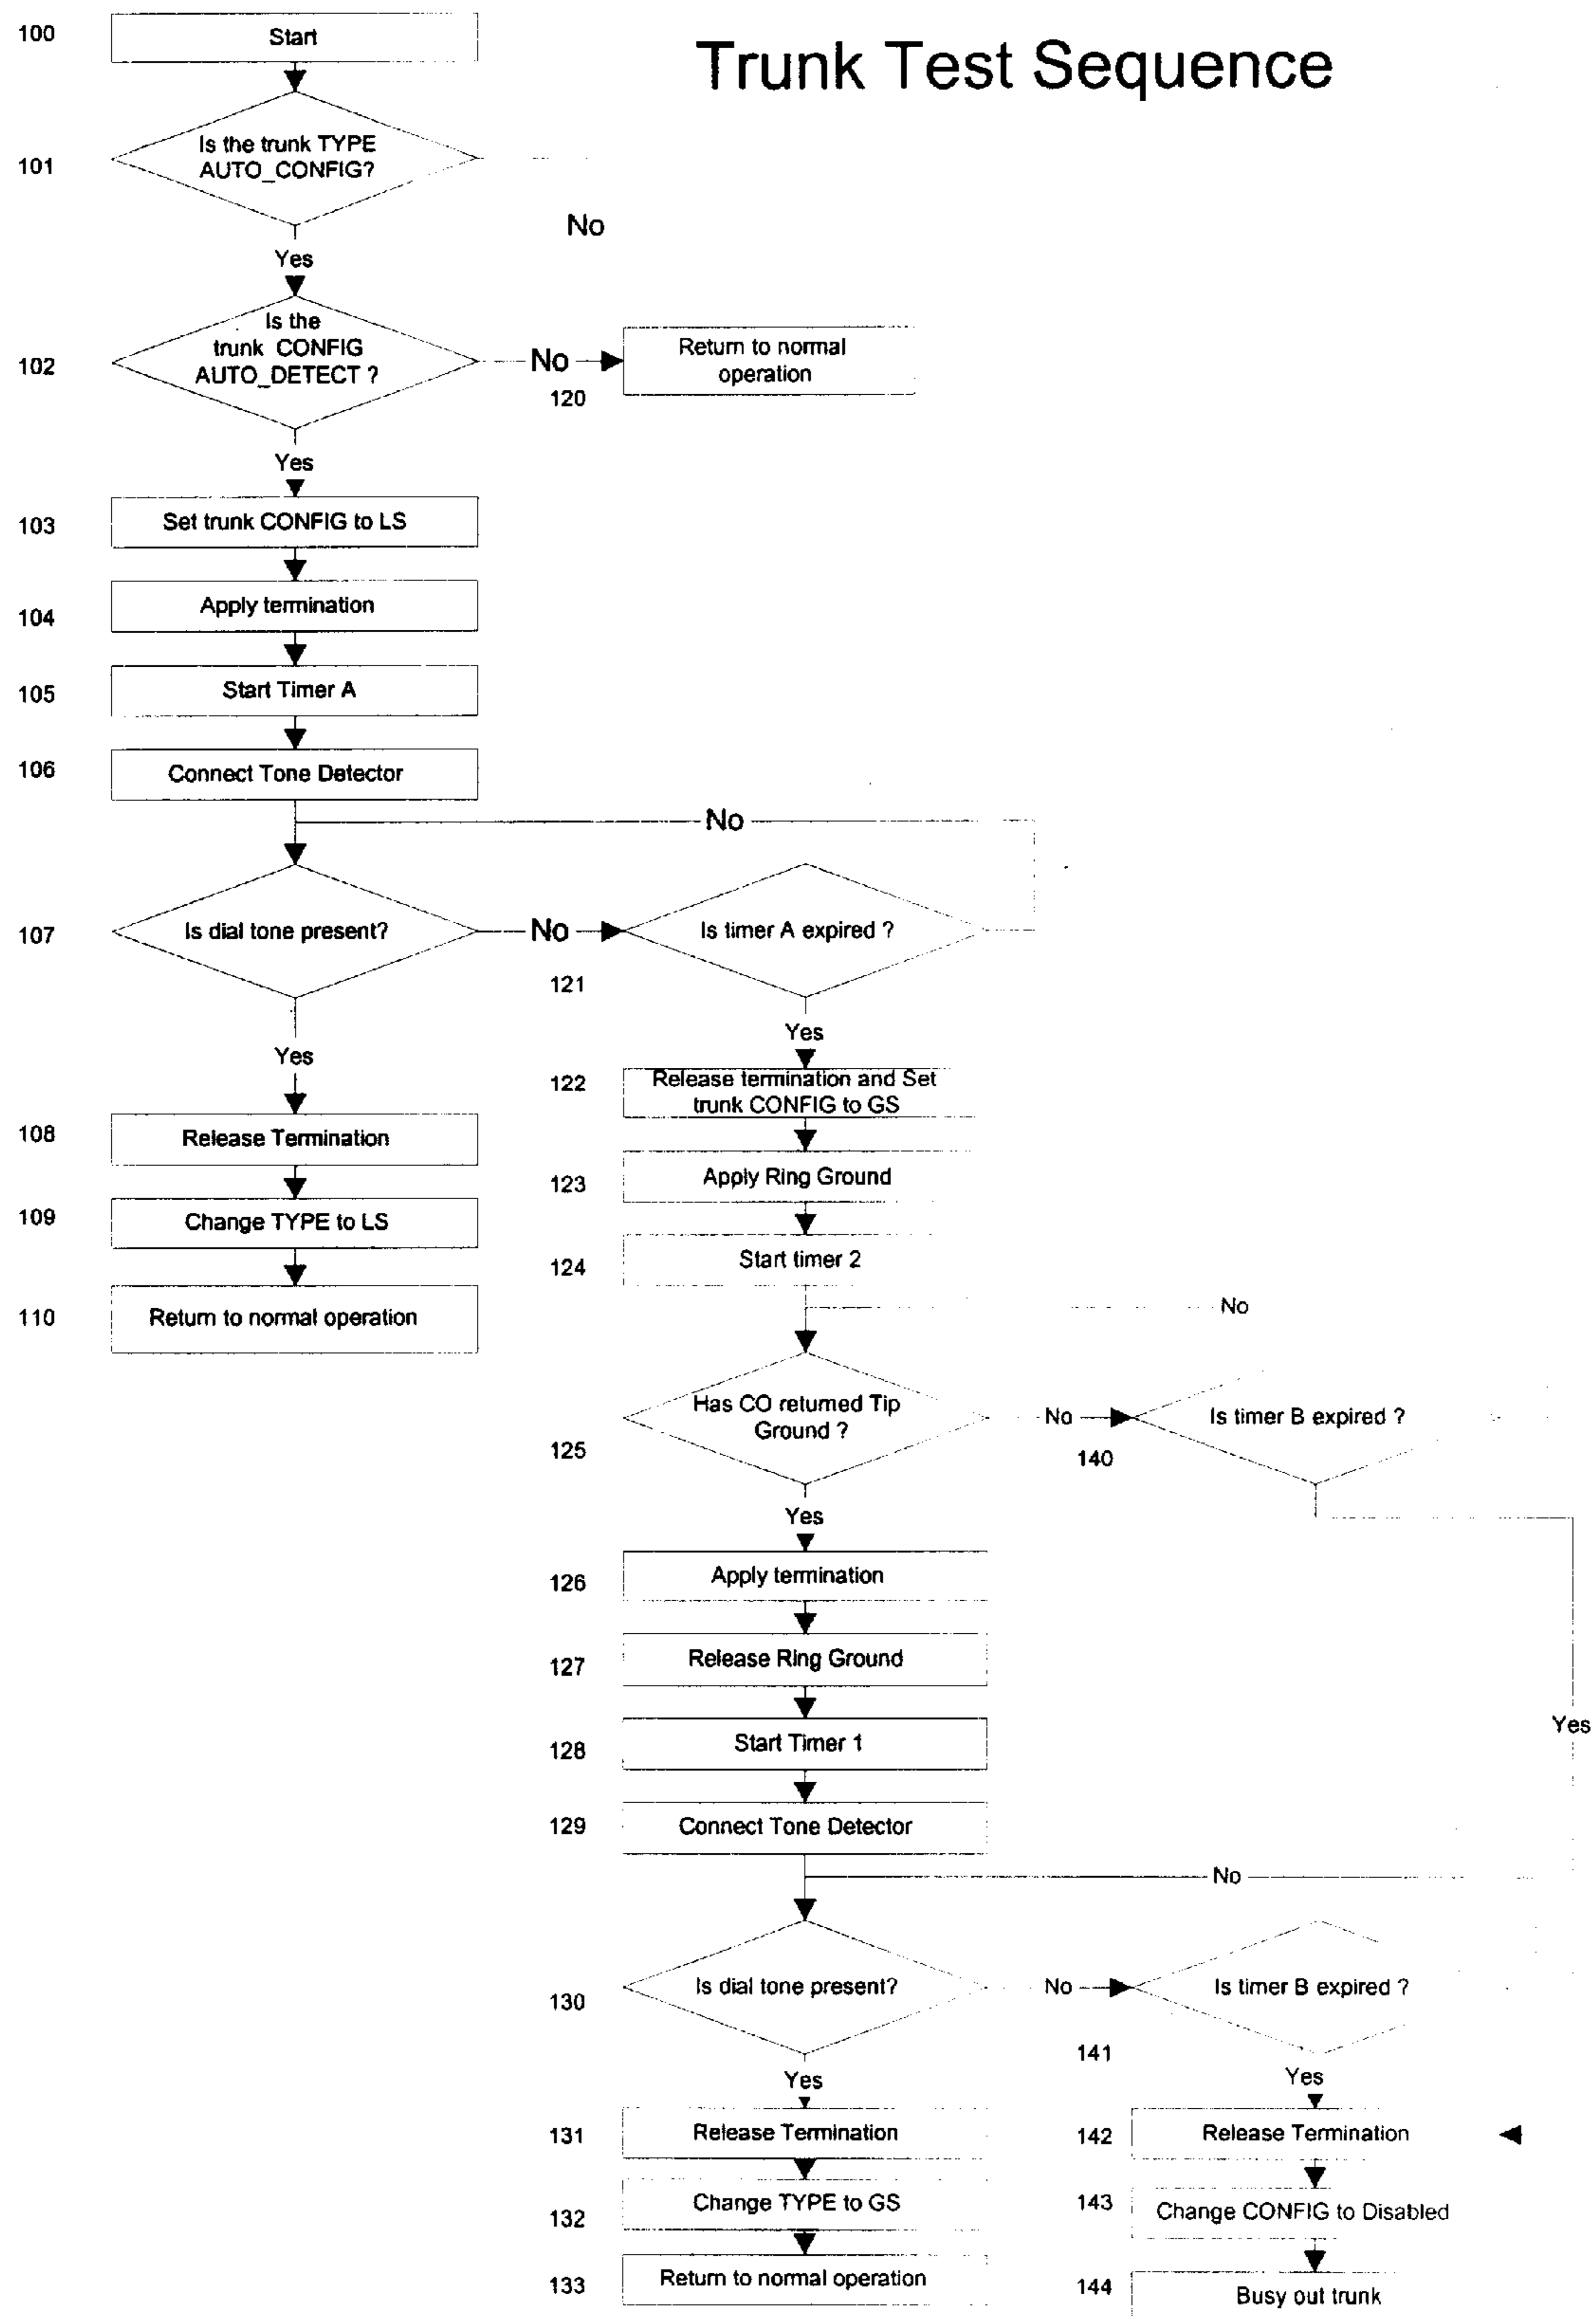 Trunk Test Sequence
100
Start
101
Is the trunk TYPE
AUTO_CONFIG?
No
Yes
102
Is the
trunk CONFIG
AUTO_DETECT ?
No
120
Return to normal
operation
Yes
103
Set trunk CONFIG to LS
104
Apply termination
105
Start Timer A
106
Connect Tone Detector
No
107
Is dial tone present?
No
121
Is timer A expired ?
Yes
Yes
122
Release termination and Set
trunk CONFIG to GS
108
Release Termination
123
Apply Ring Ground
109
Change TYPE to LS
124
Start timer 2
110
Return to normal operation
No
125
Has CO returned Tip
Ground ?
No
140
Is timer B expired ?
Yes
126
Apply termination
127
Release Ring Ground
Yes
128
Start Timer 1
129
Connect Tone Detector
No
130
Is dial tone present?
No
141
Is timer B expired ?
Yes
Yes
131
Release Termination
142
Release Termination
132
Change TYPE to GS
143
Change CONFIG to Disabled
133
Return to normal operation
144
Busy out trunk